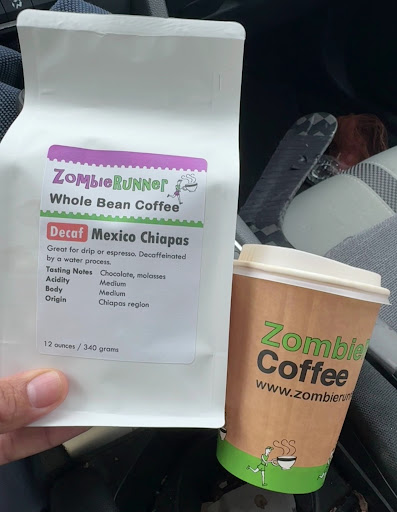 ZombieRunner
Whole Bean Coffee
Decaf Mexico Chiapas
Great for drip or espresso. Decaffeinated
by a water process.
Tasting Notes Chocolate, molasses
Acidity Medium
Body Medium
Origin Chiapas region
12 ounces / 340 grams
Zombie
Coffee
www.zombierun